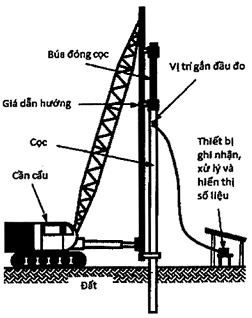 Búa đóng cọc
Vị trí gắn đầu đo
Giá dẫn hướng
Cọc
Thiết bị
ghi nhận,
xử lý và
hiển thị
số liệu
Cần cẩu
Đất